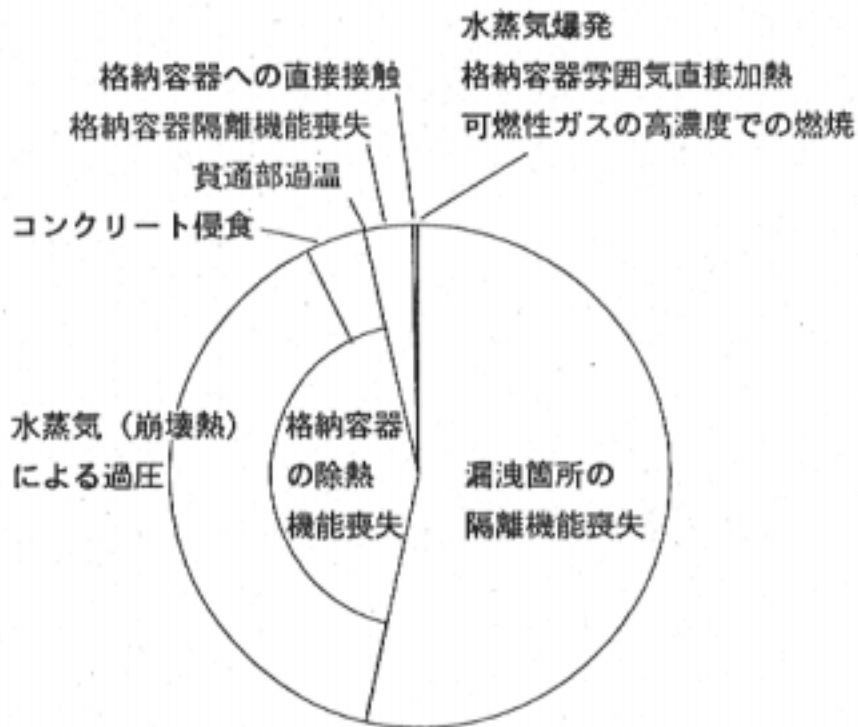 水蒸気爆発
格納容器雰囲気直接加熱
可燃性ガスの高濃度での燃焼
格納容器への直接接触
格納容器隔離機能喪失
貫通部過温
コンクリート侵食
水蒸気（崩壊熱）
による過圧
格納容器
の除熱
機能喪失
漏洩箇所の
隔離機能喪失